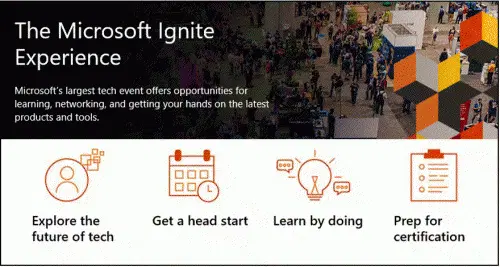 The Microsoft Ignite
Experience
Microsoft's largest tech event offers opportunities for
learning, networking, and getting your hands on the latest
products and tools.
Explore the
future of tech
Get a head start
Learn by doing
Prep for
certification